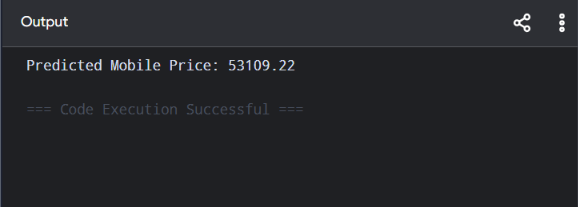 Output
Predicted Mobile Price: 53109.22
=== Code Execution Successful ===